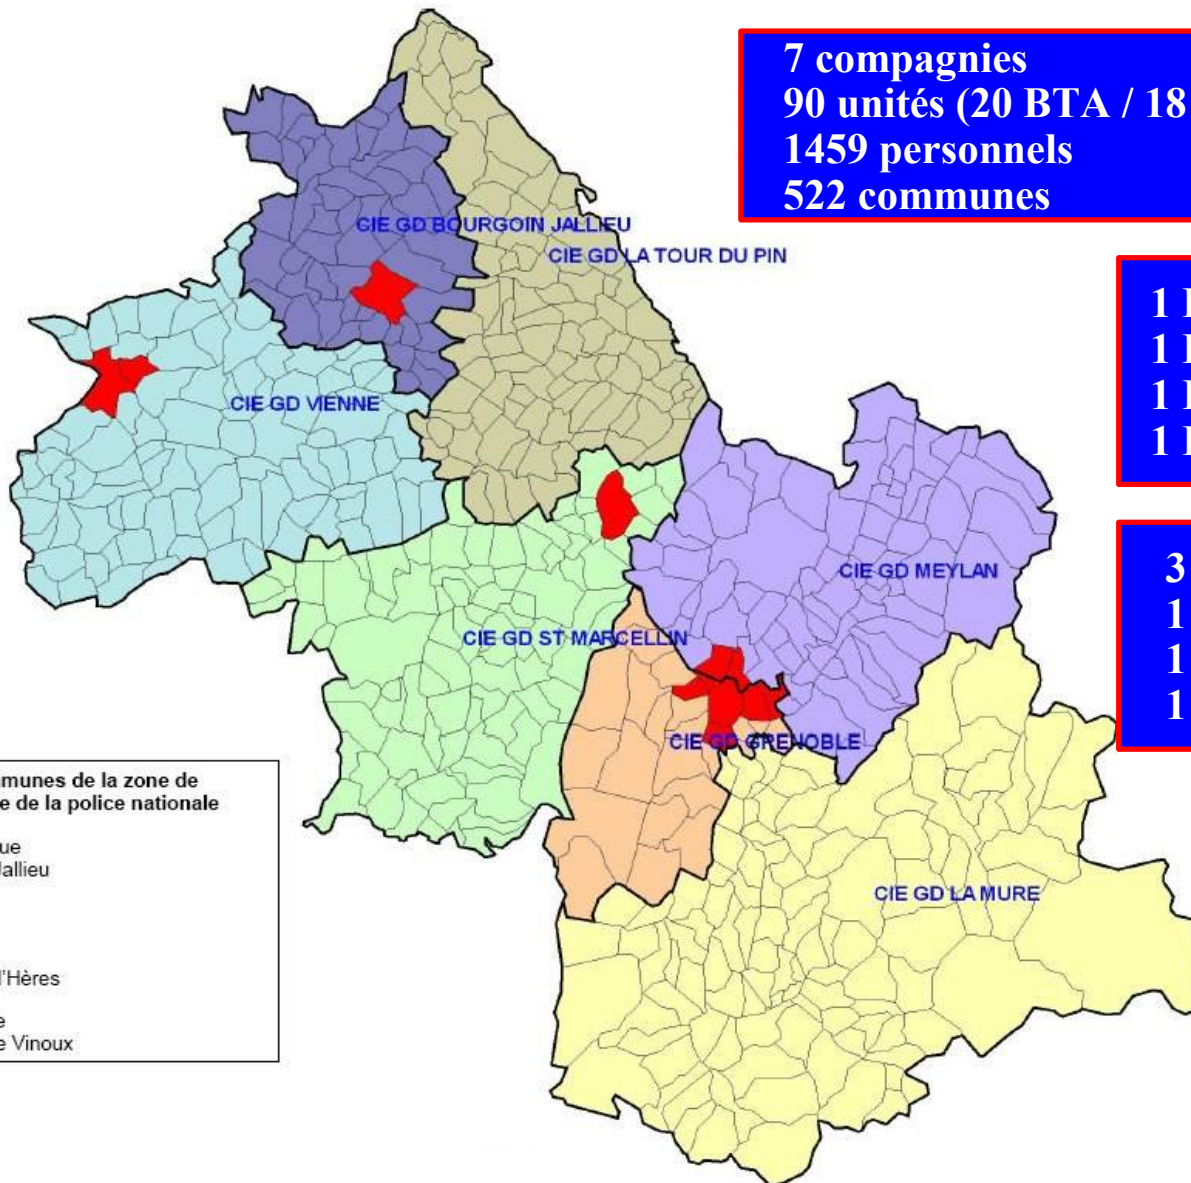 7 compagnies
90 unités (20 BTA / 18
1459 personnels
522 communes
CIE GD BOURGOIN JALLIEU
CIE GD LA TOUR DU PIN
1
1
1
1
CIE GD VIENNE
CIE GD MEYLAN
3
1
1
1
CIE GD ST MARCELLIN
CIE GD GRENOBLE
munes de la zone de
e de la police nationale
ue
Jallieu
d'Hères
e
e Vinoux
CIE GD LA MURE